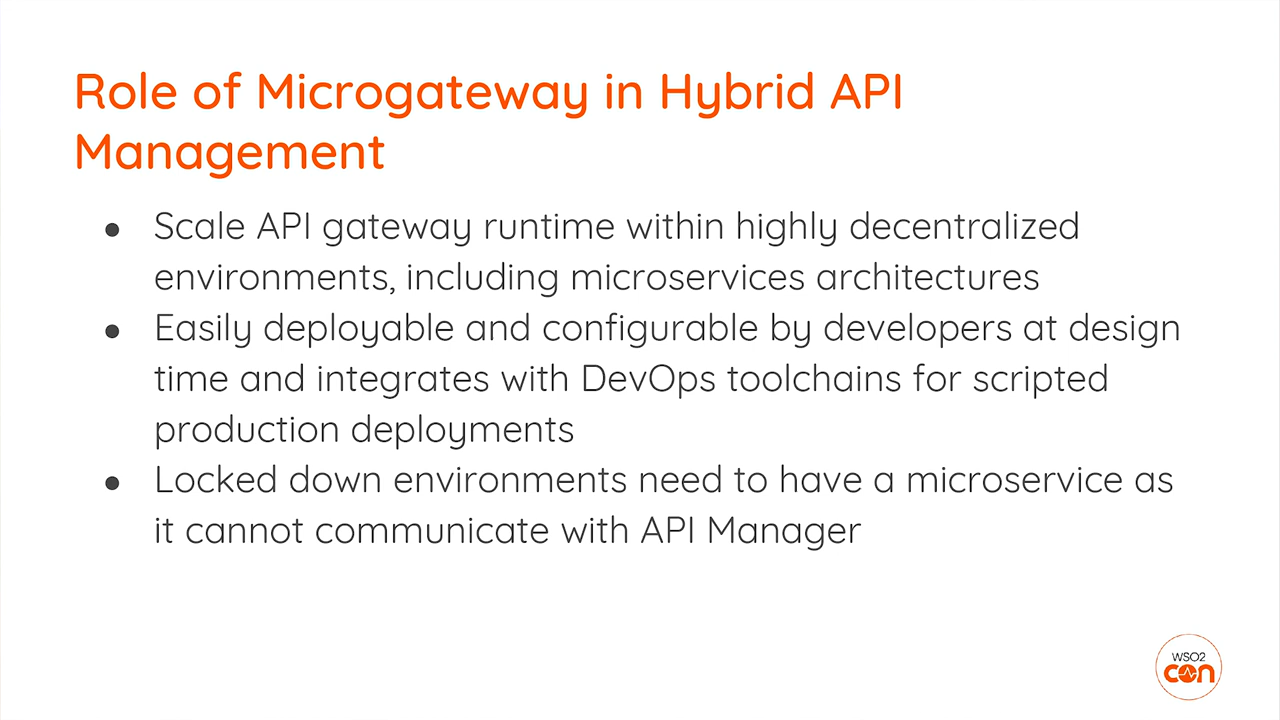 Role of Microgateway in Hybrid API
Management
● Scale API gateway runtime within highly decentralized
environments, including microservices architectures
● Easily deployable and configurable by developers at design
time and integrates with DevOps toolchains for scripted
production deployments
● Locked down environments need to have a microservice as
it cannot communicate with API Manager
WSO2
con